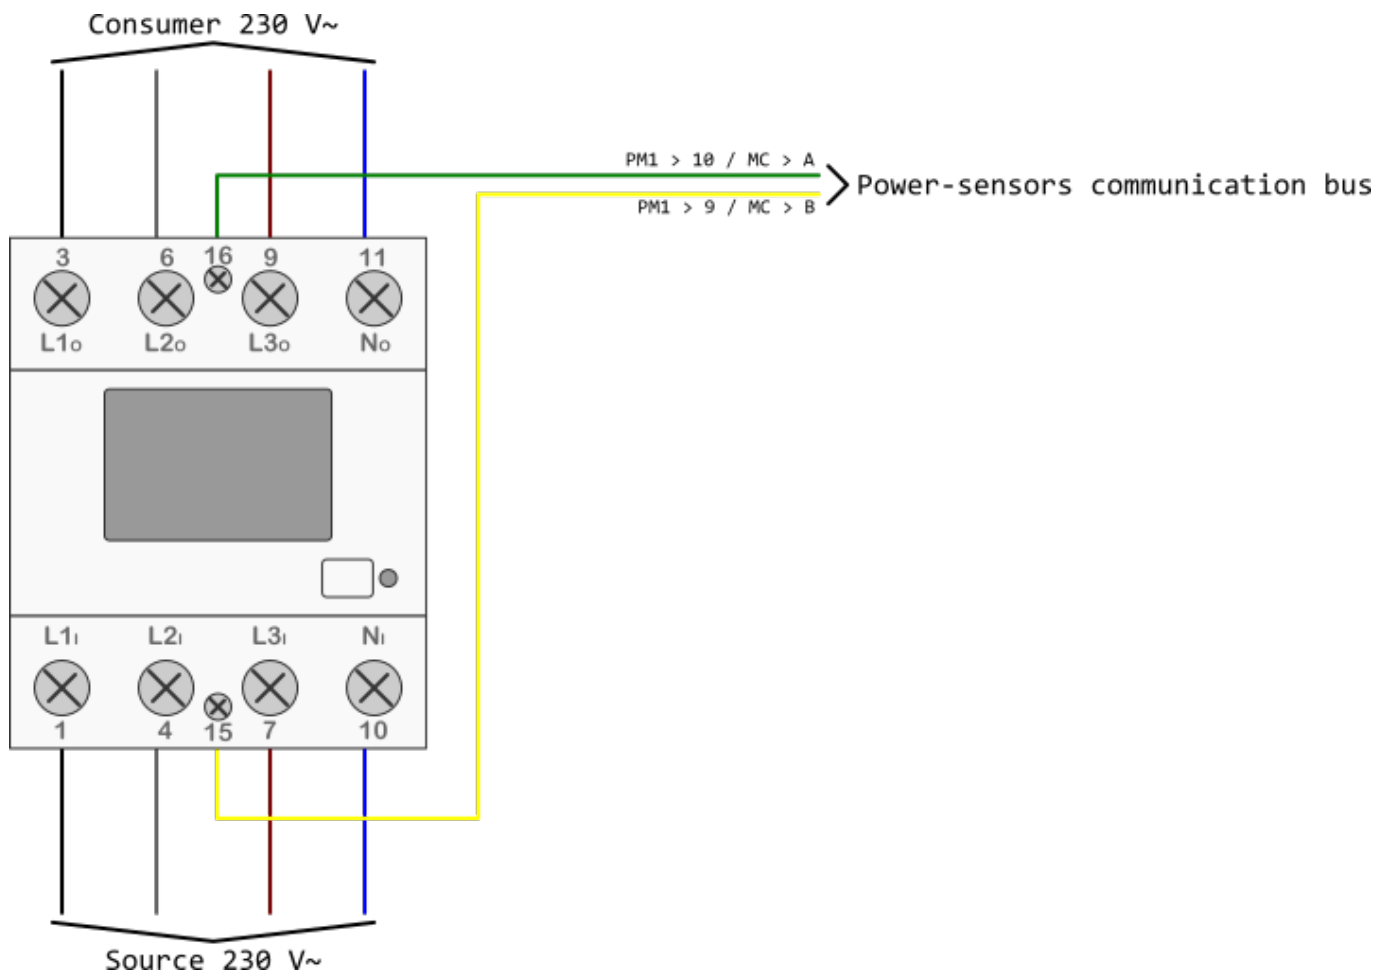 Consumer 230 V~
PM1 > 10 / MC > A
Power-sensors communication bus
PM1 > 9 / MC > B
3 6 16 9 11
L1o L2o L3o No
L1I L2I L3I NI
1 4 15 7 10
Source 230 V~